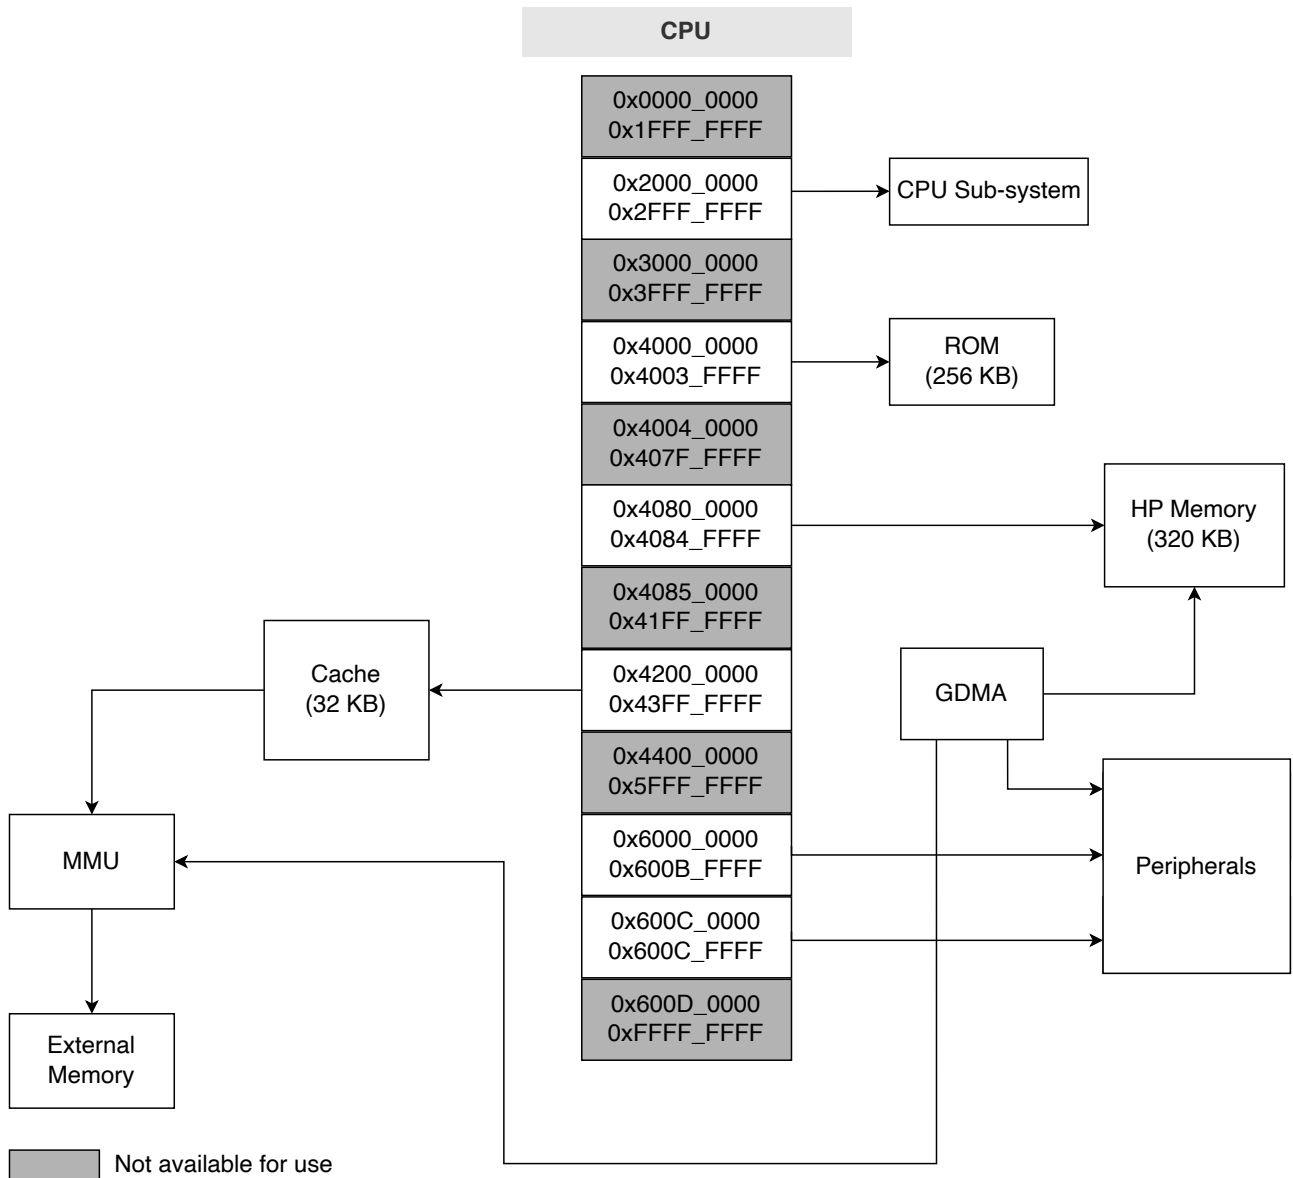 CPU
0x0000_0000
0x1FFF_FFFF
0x2000_0000
0x2FFF_FFFF
CPU Sub-system
0x3000_0000
0x3FFF_FFFF
0x4000_0000
0x4003_FFFF
ROM
(256 KB)
0x4004_0000
0x407F_FFFF
0x4080_0000
0x4084_FFFF
HP Memory
(320 KB)
0x4085_0000
0x41FF_FFFF
Cache
(32 KB)
0x4200_0000
0x43FF_FFFF
GDMA
0x4400_0000
0x5FFF_FFFF
MMU
0x6000_0000
0x600B_FFFF
Peripherals
0x600C_0000
0x600C_FFFF
0x600D_0000
0xFFFF_FFFF
External
Memory
Not available for use